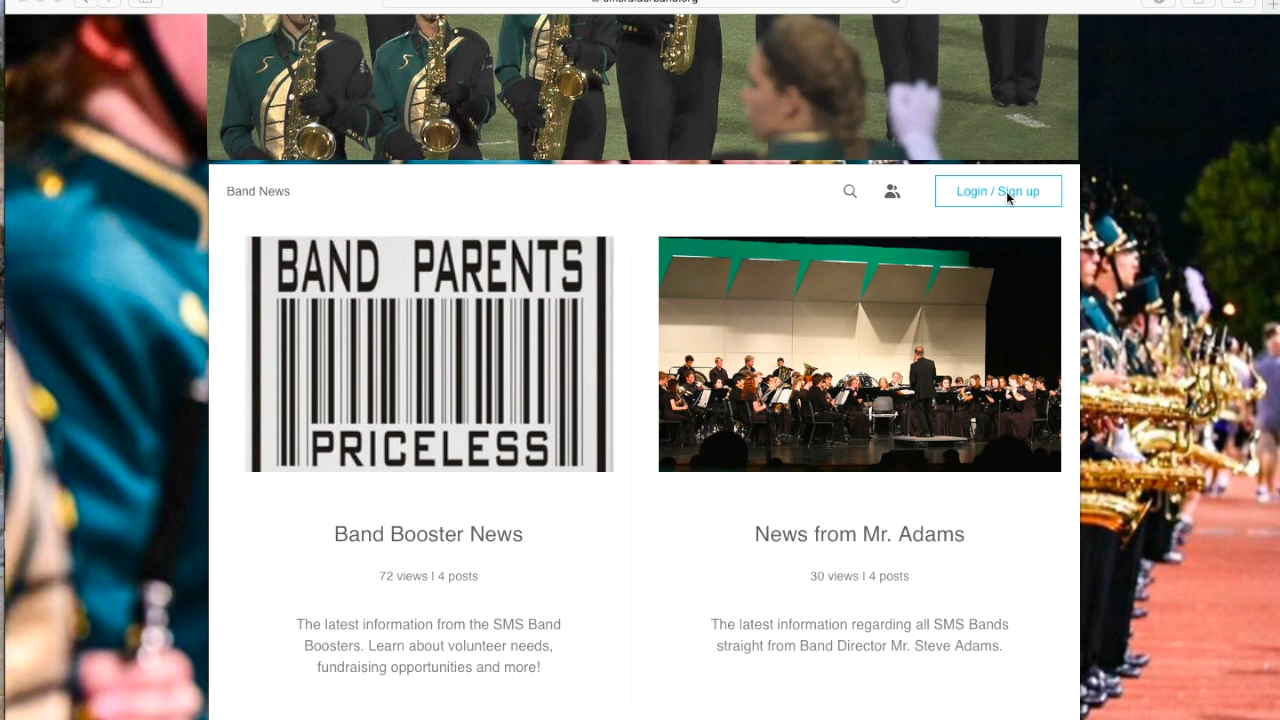 Band News
Login / Sign up
BAND PARENTS
PRICELESS
Band Booster News
News from Mr. Adams
72 views | 4 posts
30 views | 4 posts
The latest information from the SMS Band
Boosters. Learn about volunteer needs,
fundraising opportunities and more!
The latest information regarding all SMS Bands
straight from Band Director Mr. Steve Adams.